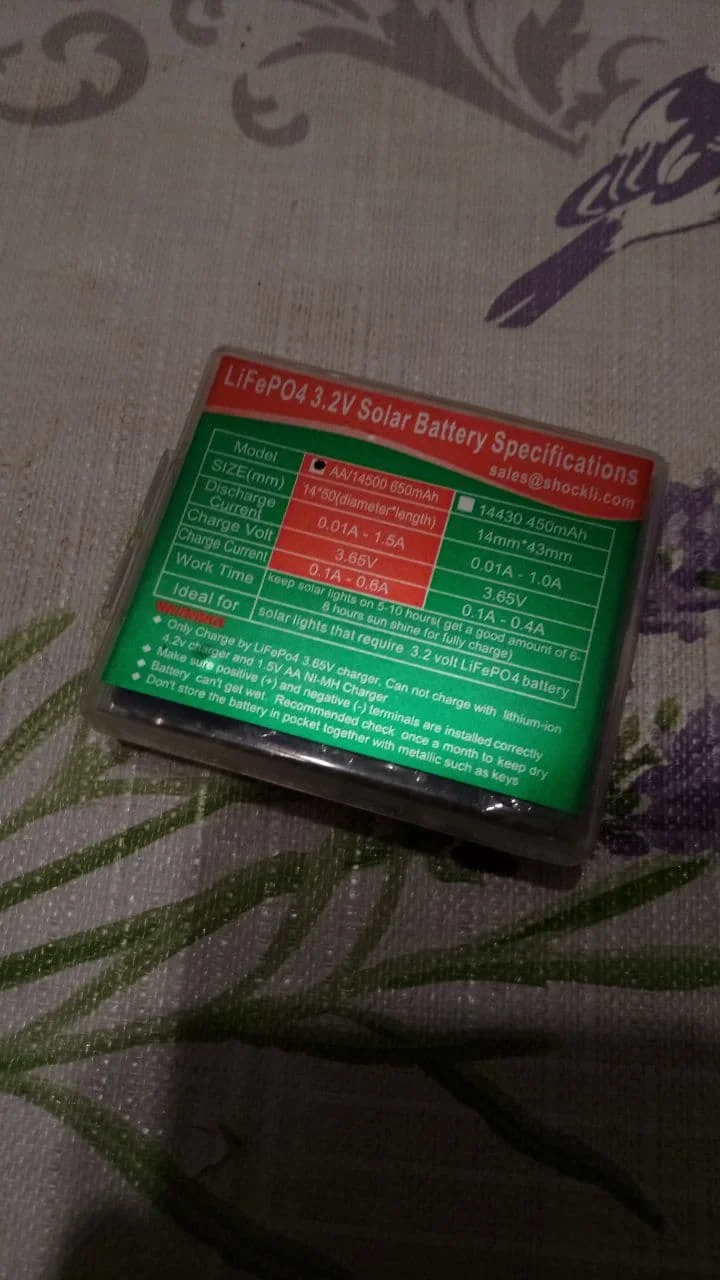 LiFePO4 3.2V Solar Battery Specifications
sales@shockli.com
Model AA/14500 650mAh 14430 450mAh
SIZE(mm) 14*50(diameter*length) 14mm*43mm
Discharge Current 0.01A - 1.5A 0.01A - 1.0A
Charge Volt 3.65V 3.65V
Charge Current 0.1A - 0.6A 0.1A - 0.4A
Work Time keep solar lights on 5-10 hours( get a good amount of 6-
8 hours sun shine for fully charge)
Ideal for solar lights that require 3.2 volt LiFePO4 battery
WARNING!
◆ Only Charge by LiFePo4 3.65V charger. Can not charge with lithium-ion
4.2v charger and 1.5V AA NI-MH Charger
◆ Make sure positive (+) and negative (-) terminals are installed correctly
◆ Battery can't get wet. Recommended check once a month to keep dry
◆ Don't store the battery in pocket together with metallic such as keys